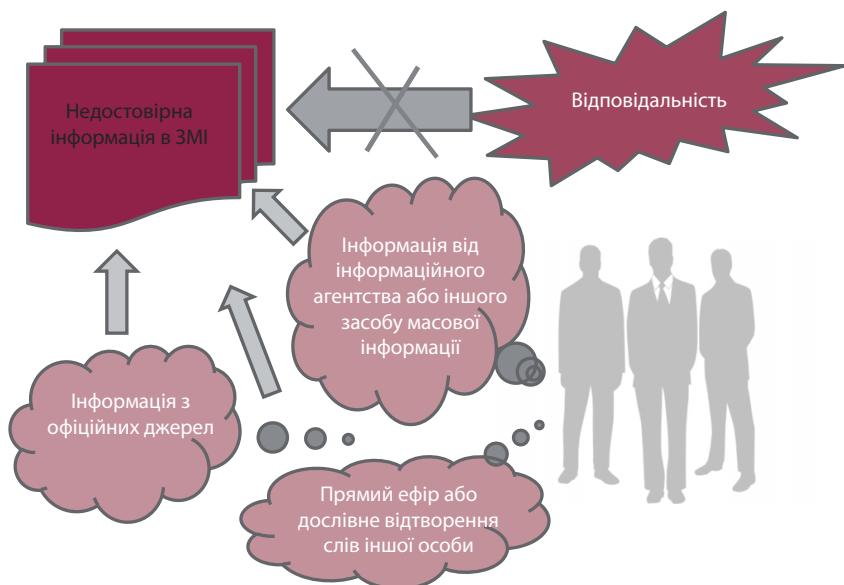 Недостовірна
інформація в ЗМІ
Відповідальність
Інформація від
інформаційного
агентства або іншого
засобу масової
інформації
Інформація з
офіційних джерел
Прямий ефір або
дослівне відтворення
слів іншої особи